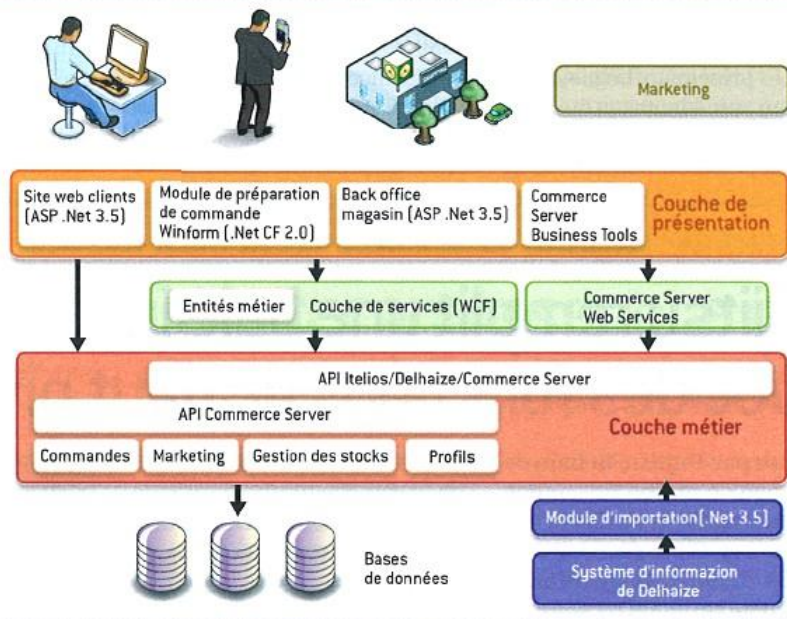 Marketing
Site web clients
(ASP .Net 3.5)
Module de préparation
de commande
Winform (.Net CF 2.0)
Back office
magasin (ASP .Net 3.5)
Commerce
Server
Business Tools
Couche de
présentation
Entités métier
Couche de services (WCF)
Commerce Server
Web Services
API Itelios/Delhaize/Commerce Server
API Commerce Server
Couche métier
Commandes
Marketing
Gestion des stocks
Profils
Module d'importation(.Net 3.5)
Bases
de données
Système d'informazion
de Delhaize